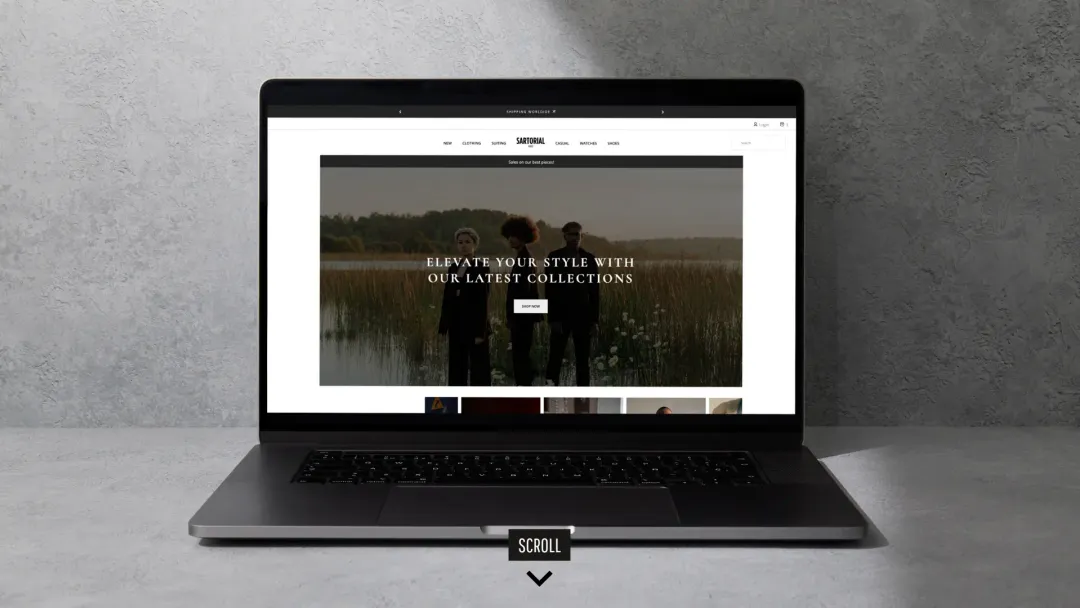 SHIPPING WORLDWIDE
Login
NEW CLOTHING SUITING SARTORIAL CASUAL WATCHES SHOES
Sales on our best pieces!
ELEVATE YOUR STYLE WITH
OUR LATEST COLLECTIONS
SHOP NOW
SCROLL